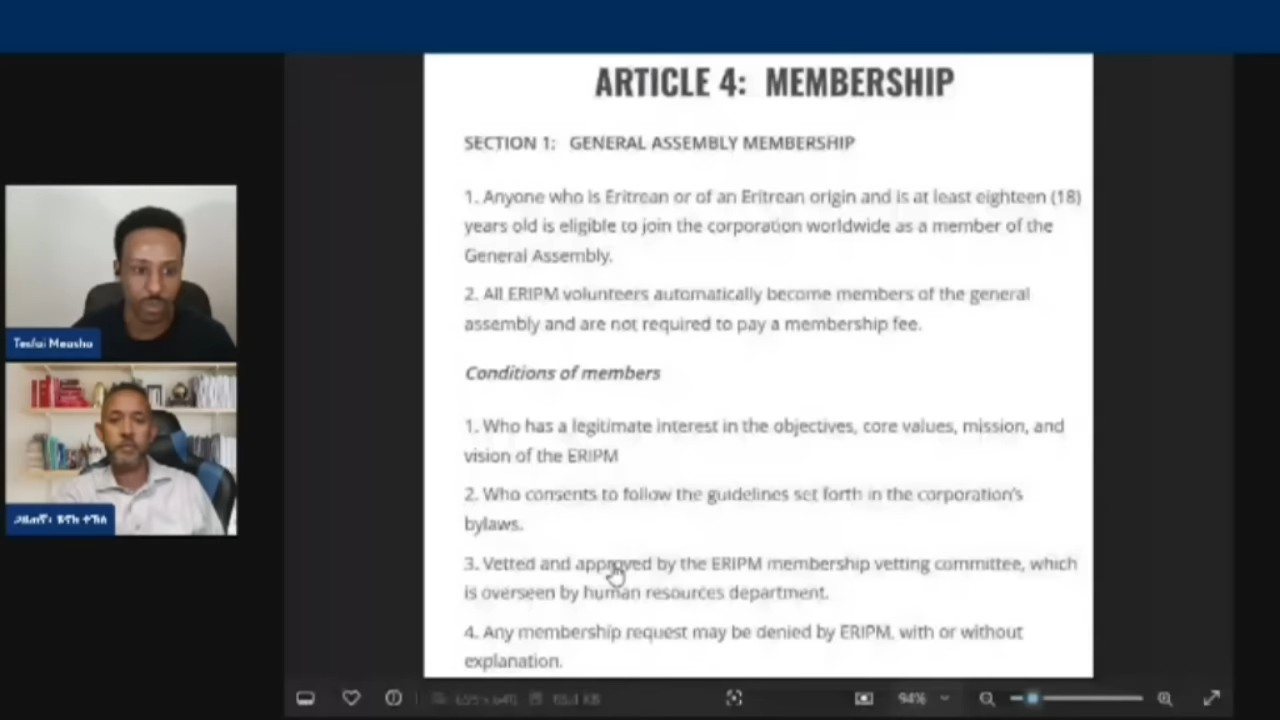 ARTICLE 4: MEMBERSHIP
SECTION 1: GENERAL ASSEMBLY MEMBERSHIP
1. Anyone who is Eritrean or of an Eritrean origin and is at least eighteen (18)
years old is eligible to join the corporation worldwide as a member of the
General Assembly.
2. All ERIPM volunteers automatically become members of the general
assembly and are not required to pay a membership fee.
Conditions of members
1. Who has a legitimate interest in the objectives, core values, mission, and
vision of the ERIPM
2. Who consents to follow the guidelines set forth in the corporation's
bylaws.
3. Vetted and approved by the ERIPM membership vetting committee, which
is overseen by human resources department.
4. Any membership request may be denied by ERIPM, with or without
explanation.
94%